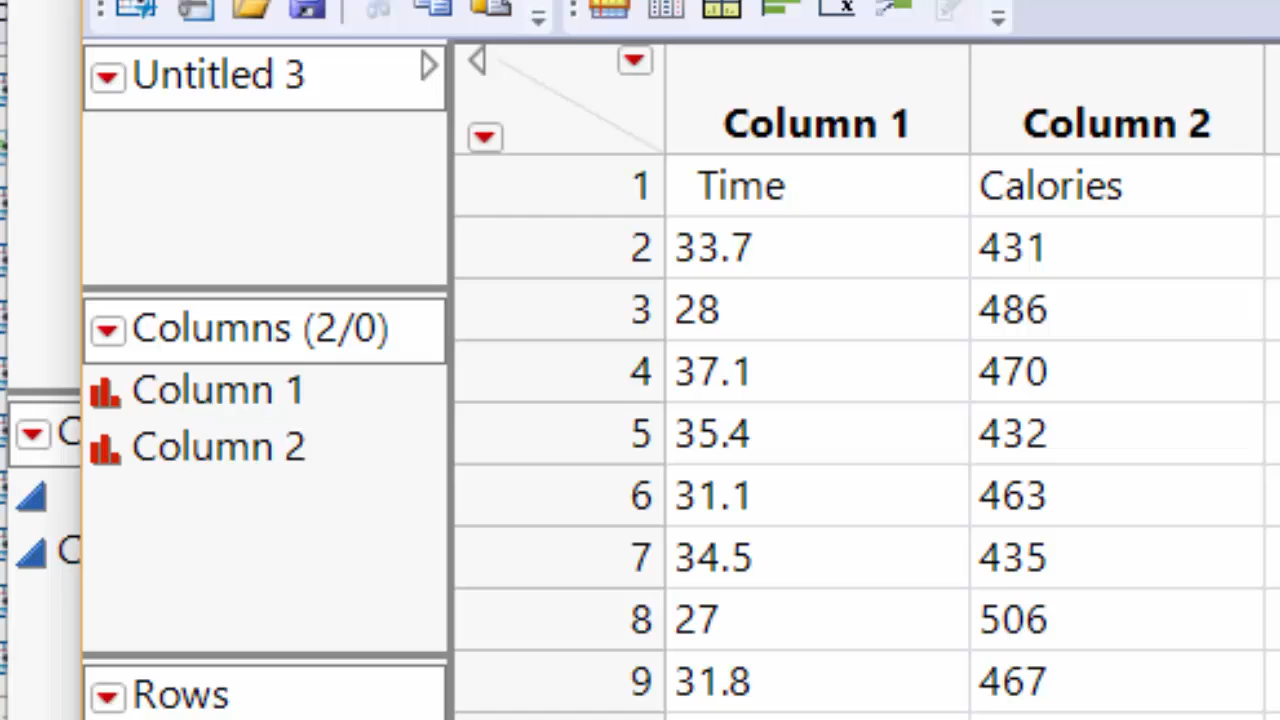 Untitled 3
Columns (2/0)
Column 1
Column 2
Rows
Column 1 Column 2
1 Time Calories
2 33.7 431
3 28 486
4 37.1 470
5 35.4 432
6 31.1 463
7 34.5 435
8 27 506
9 31.8 467